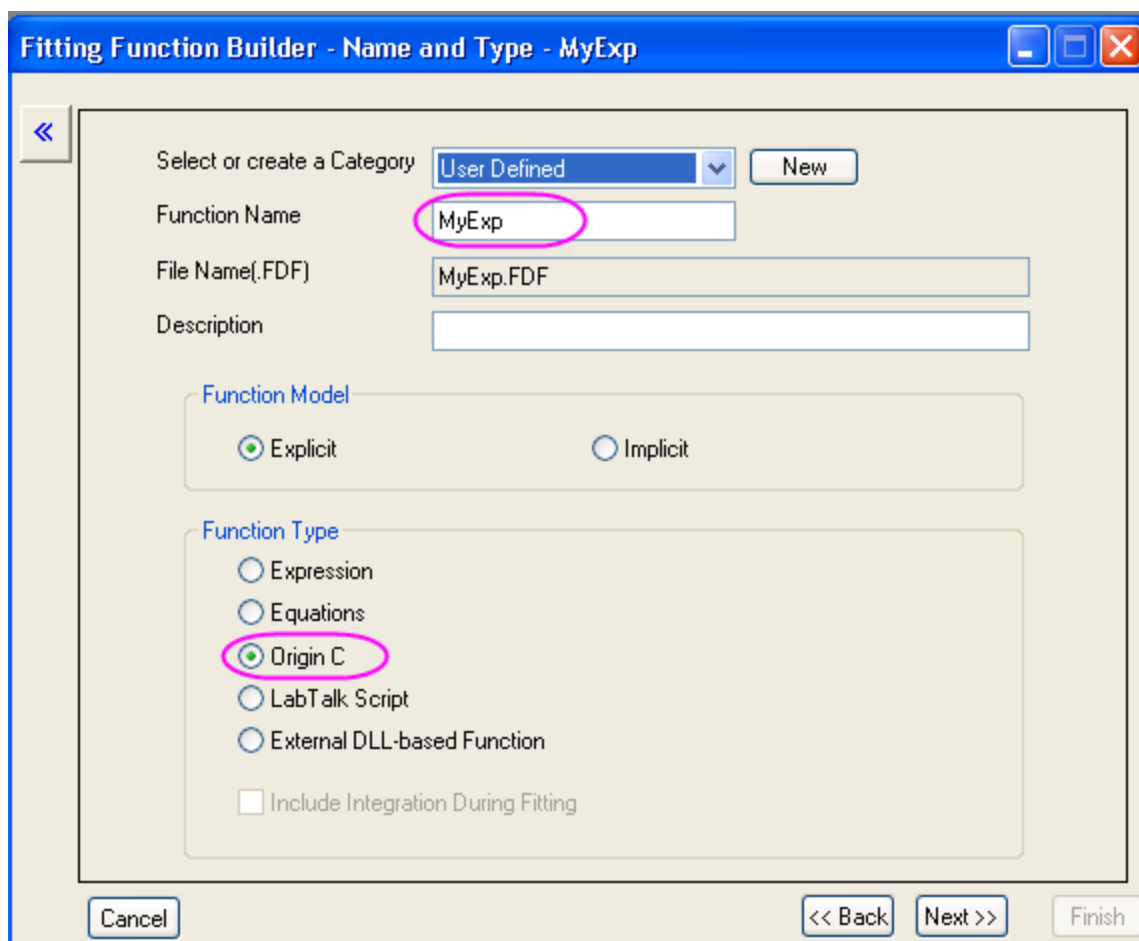 Fitting Function Builder - Name and Type - MyExp
Select or create a Category User Defined New
Function Name MyExp
File Name(.FDF) MyExp.FDF
Description
Function Model
Explicit Implicit
Function Type
Expression
Equations
Origin C
LabTalk Script
External DLL-based Function
Include Integration During Fitting
Cancel << Back Next >> Finish